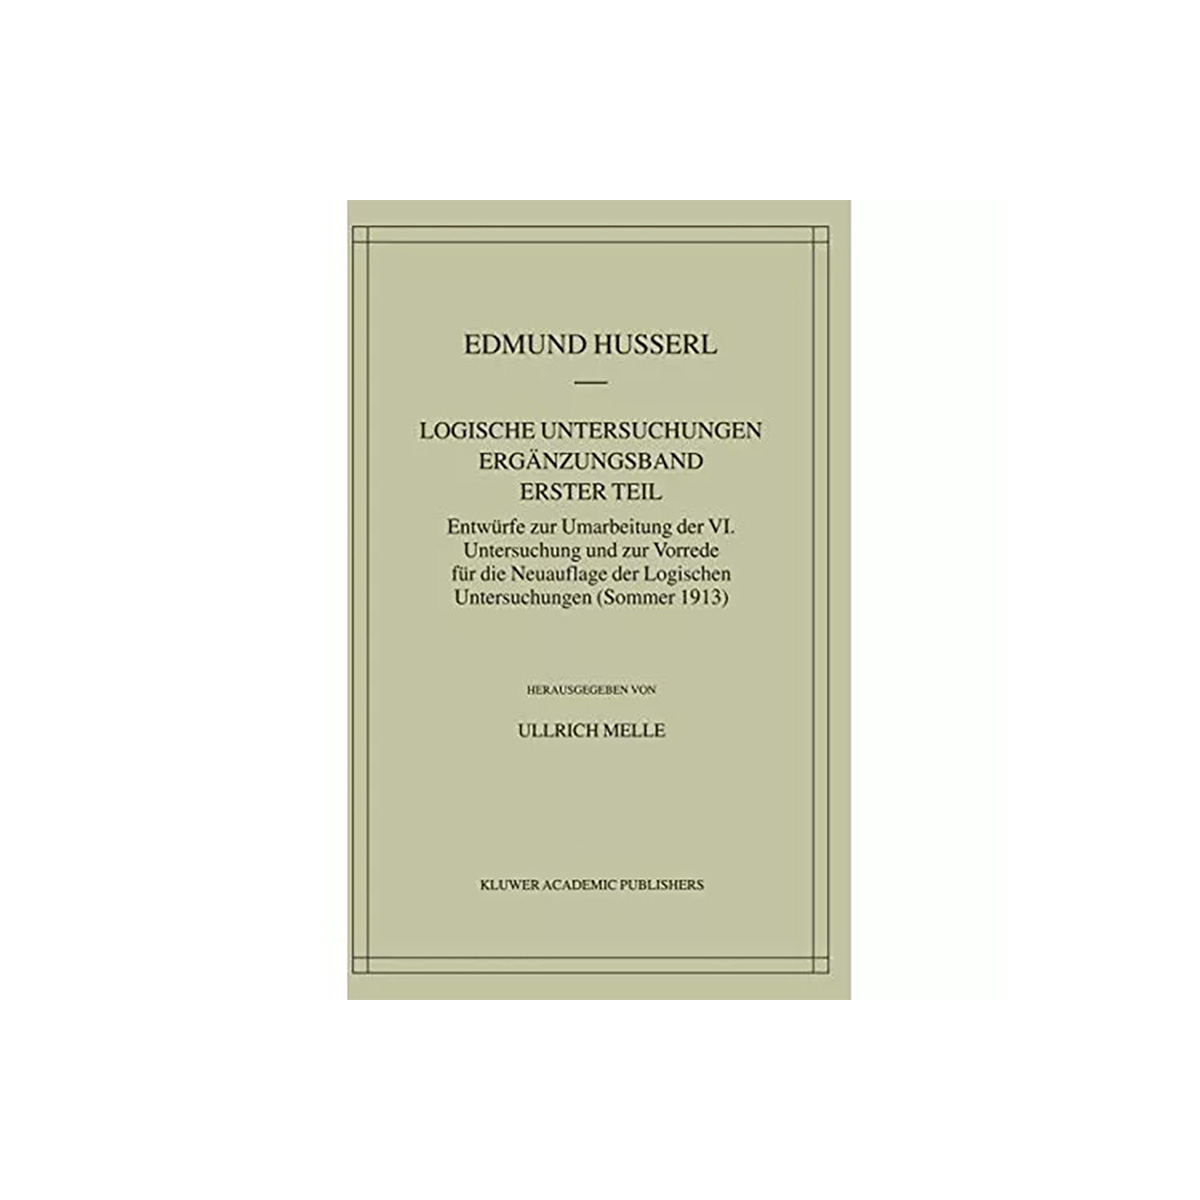 EDMUND HUSSERL
LOGISCHE UNTERSUCHUNGEN
ERGÄNZUNGSBAND
ERSTER TEIL
Entwürfe zur Umarbeitung der VI.
Untersuchung und zur Vorrede
für die Neuauflage der Logischen
Untersuchungen (Sommer 1913)
HERAUSGEGEBEN VON
ULLRICH MELLE
KLUWER ACADEMIC PUBLISHERS